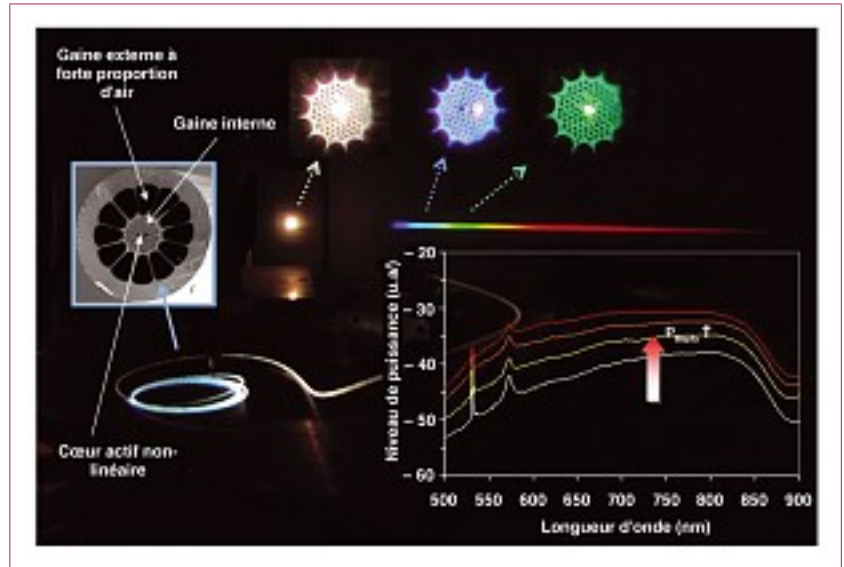 Gaine externe à
forte proportion
d'air
Gaine interne
Cœur actif non-
linéaire
Niveau de puissance (u.a)
– 20
– 30
– 40
– 50
– 60
500 550 600 650 700 750 800 850 900
Longueur d'onde (nm)